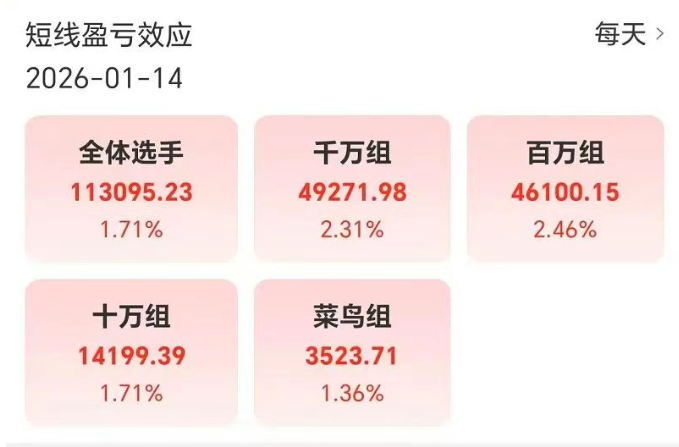 短线盈亏效应 每天 >
2026-01-14
全体选手 千万组 百万组
113095.23 49271.98 46100.15
1.71% 2.31% 2.46%
十万组 菜鸟组
14199.39 3523.71
1.71% 1.36%